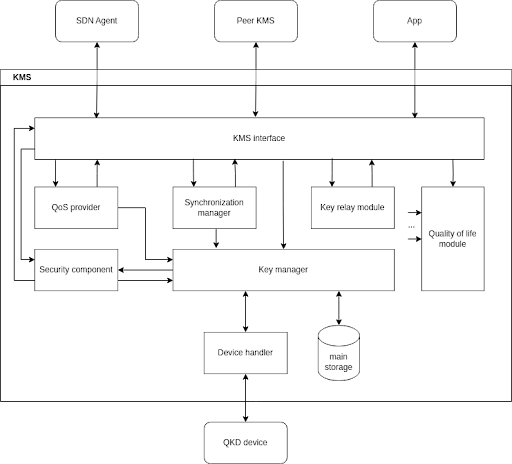 SDN Agent
Peer KMS
App
KMS
KMS interface
QoS provider
Synchronization
manager
Key relay module
...
Quality of life
module
Security component
Key manager
Device handler
main
storage
QKD device